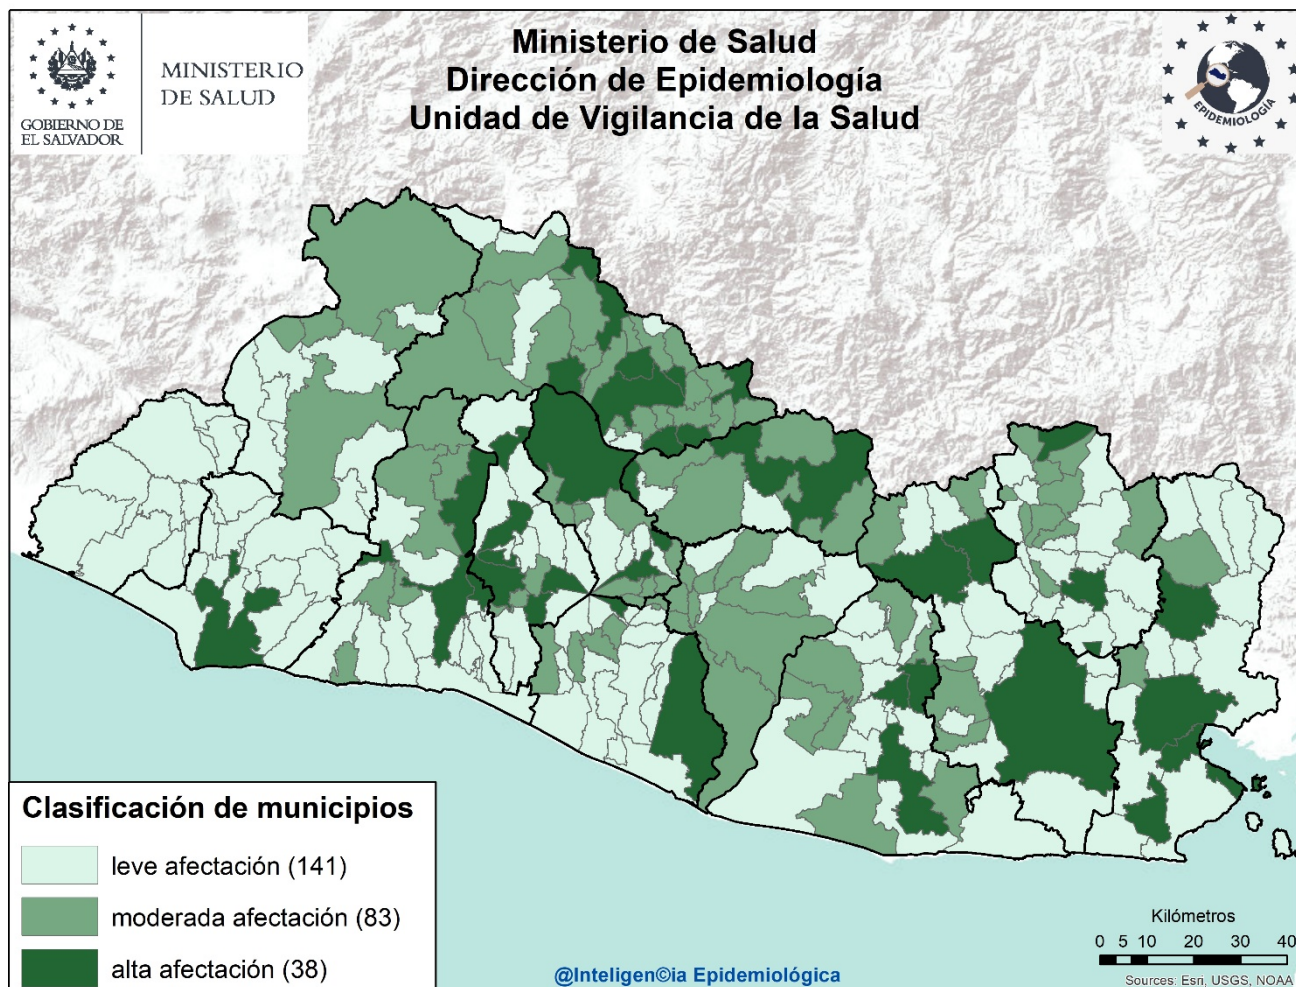 Ministerio de Salud
Dirección de Epidemiología
Unidad de Vigilancia de la Salud
MINISTERIO
DE SALUD
GOBIERNO DE
EL SALVADOR
EPIDEMIOLOGÍA
Clasificación de municipios
leve afectación (141)
moderada afectación (83)
alta afectación (38)
@Inteligen©ia Epidemiológica
Kilómetros
0 5 10 20 30 40
Sources: Esri, USGS, NOAA